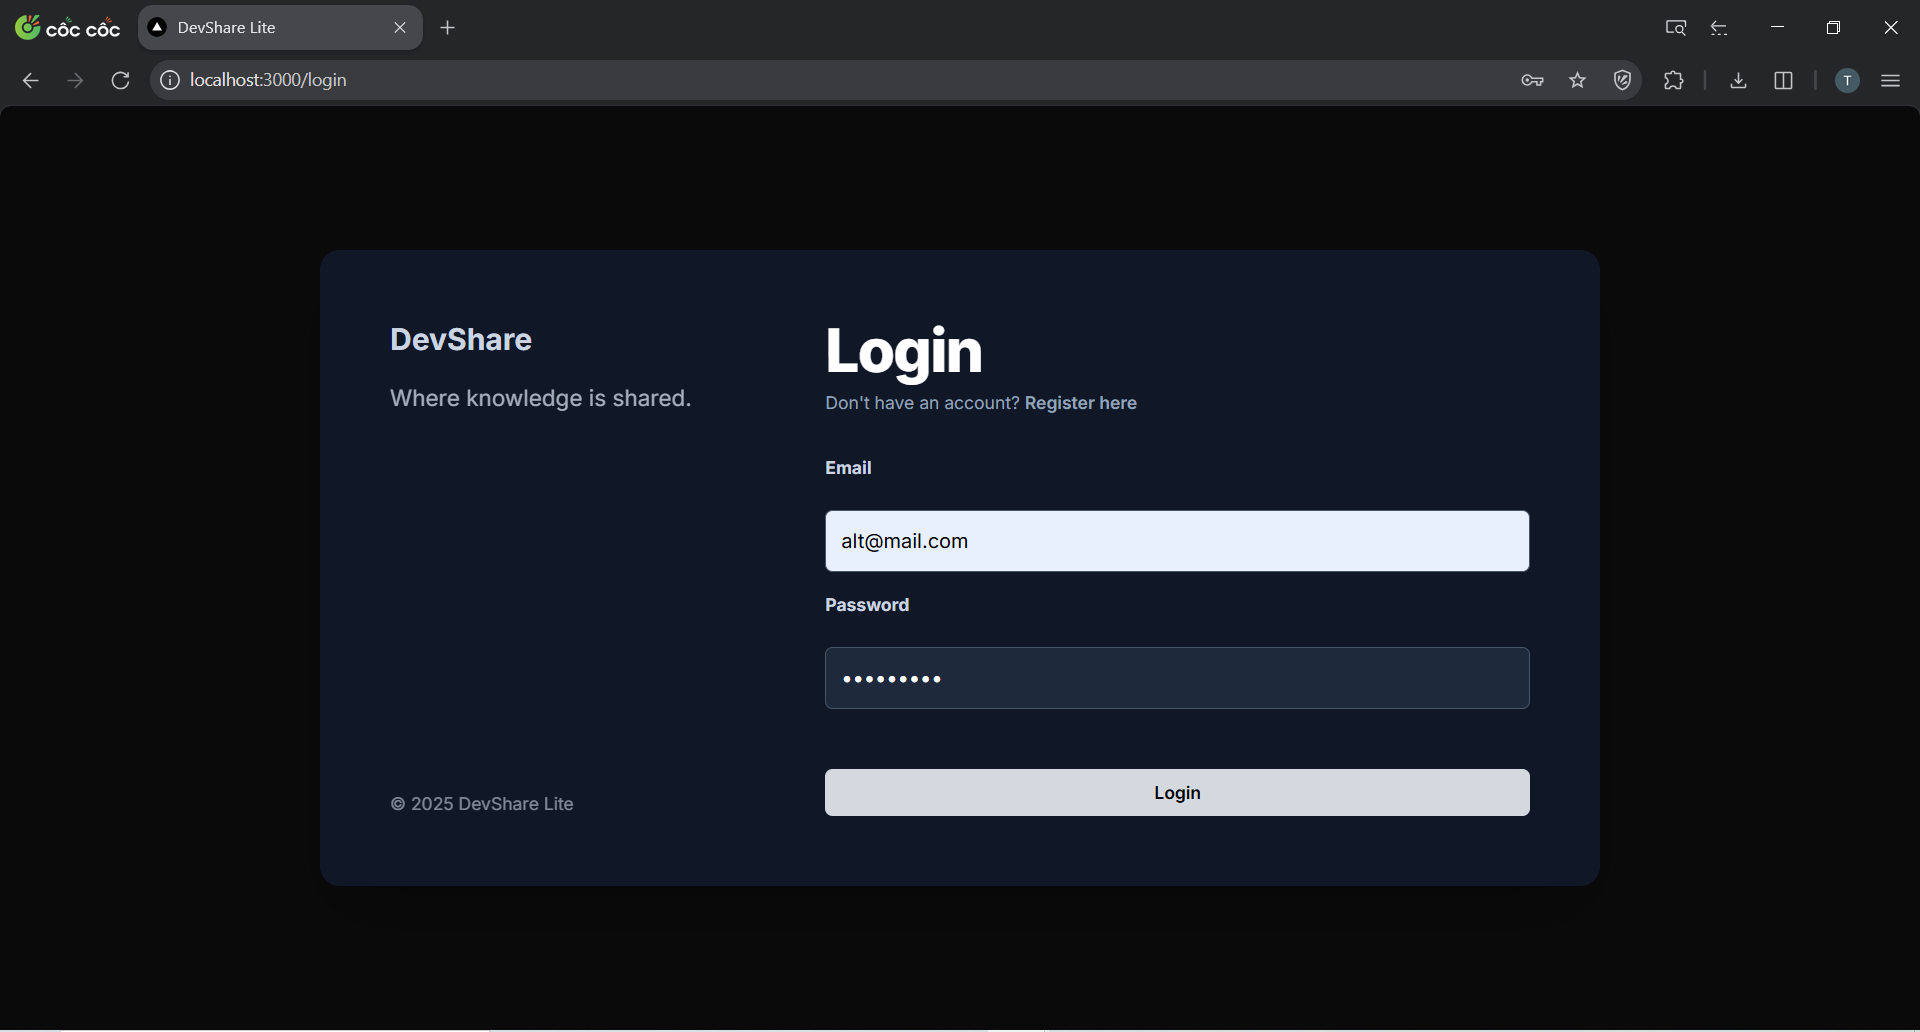 cốc cốc
DevShare Lite
localhost:3000/login
T
DevShare
Where knowledge is shared.
© 2025 DevShare Lite
Login
Don't have an account? Register here
Email
alt@mail.com
Password
•••••••••
Login